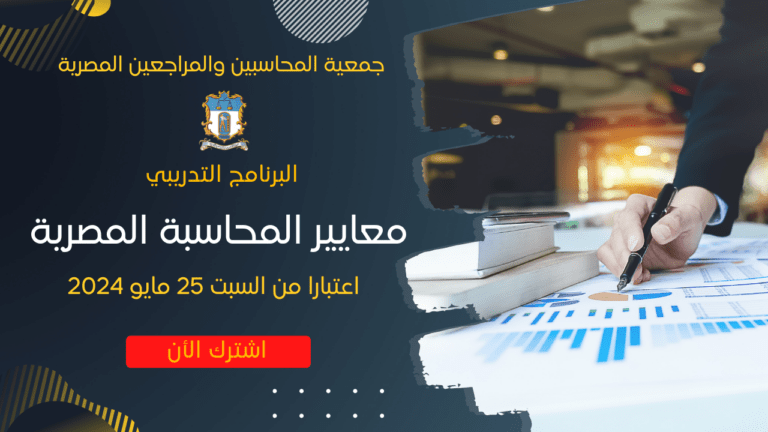 جمعية المحاسبين والمراجعين المصرية
البرنامج التدريبي
معايير المحاسبة المصرية
اعتبارا من السبت 25 مايو 2024
اشترك الأن